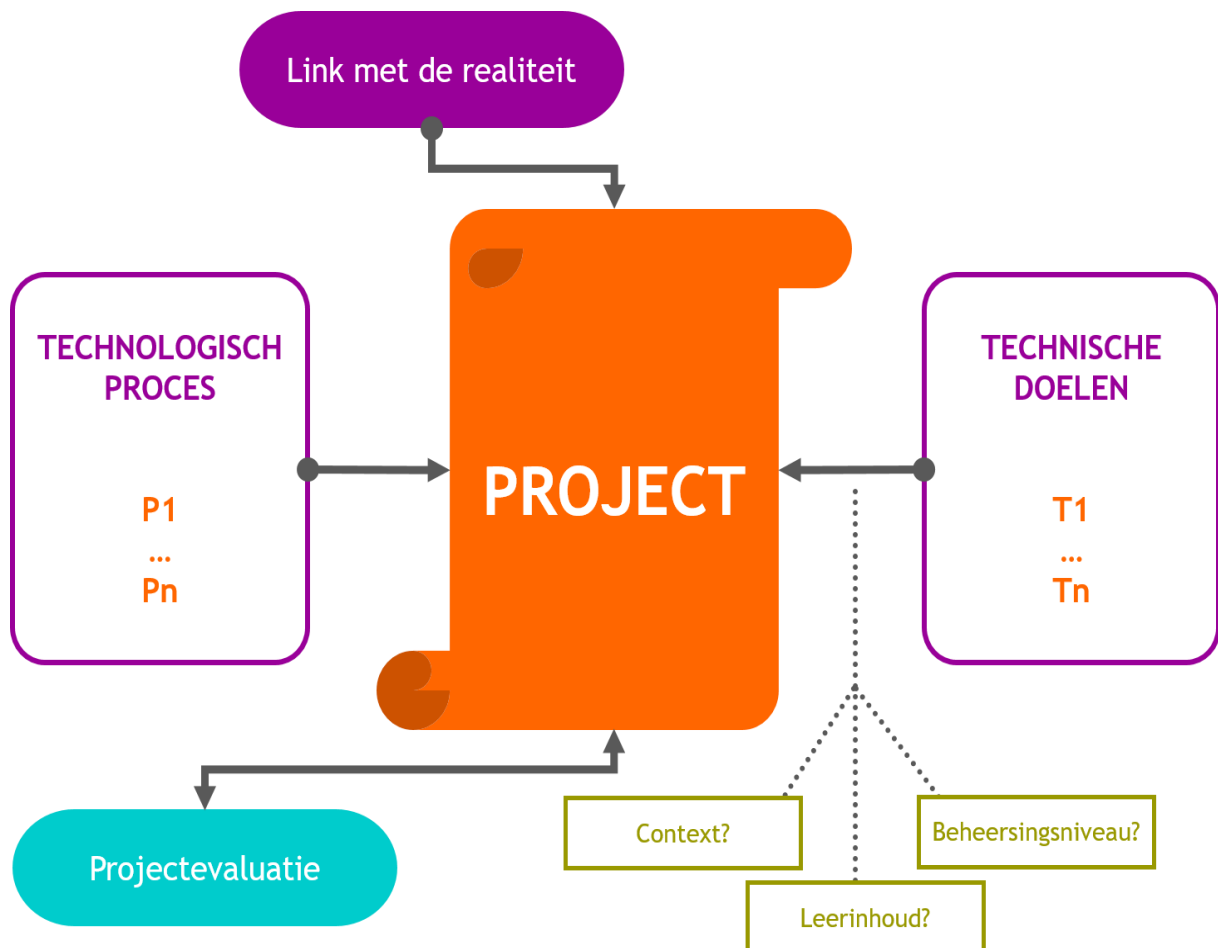 Link met de realiteit
TECHNOLOGISCH
PROCES
P1
...
Pn
PROJECT
TECHNISCHE
DOELEN
T1
...
Tn
Projectevaluatie
Context?
Beheersingsniveau?
Leerinhoud?